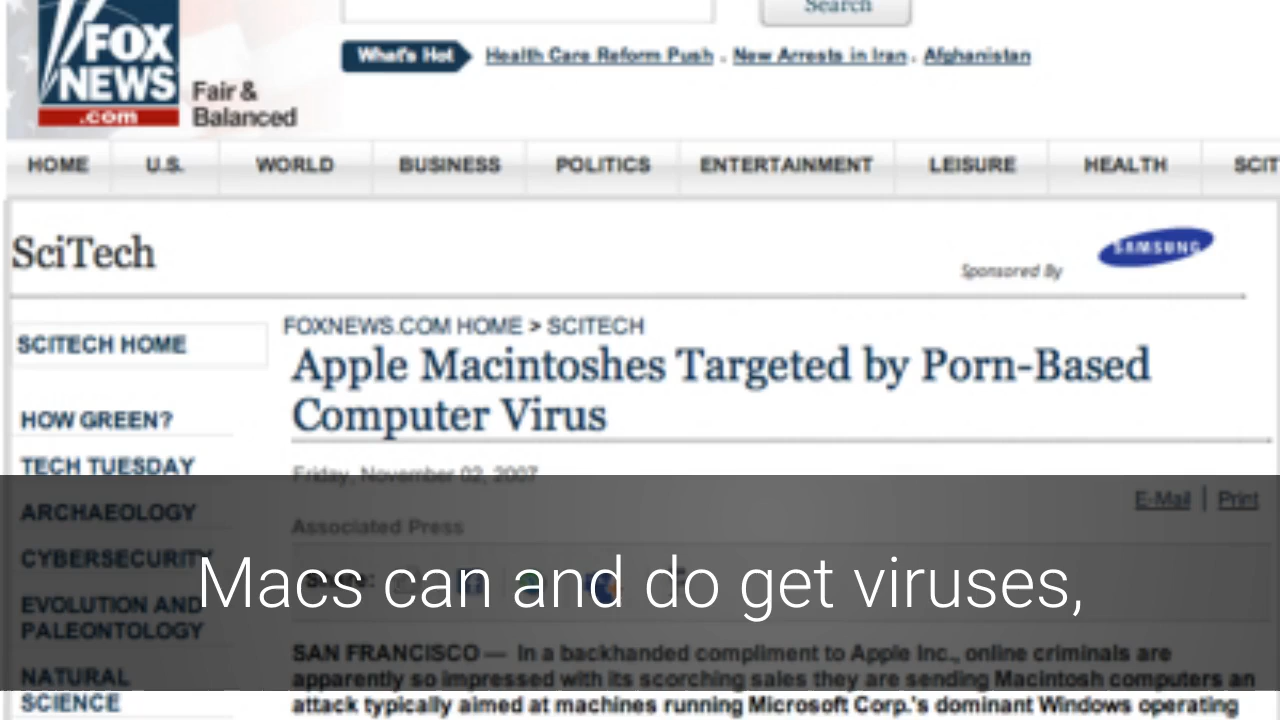 Search
FOX
NEWS
.com
Fair &
Balanced
What's Hot
Health Care Reform Push . New Arrests in Iran . Afghanistan
HOME U.S. WORLD BUSINESS POLITICS ENTERTAINMENT LEISURE HEALTH SCIT
SciTech
Sponsored By
SAMSUNG
SCITECH HOME
HOW GREEN?
TECH TUESDAY
ARCHAEOLOGY
CYBERSECURITY
EVOLUTION AND
PALEONTOLOGY
NATURAL
SCIENCE
FOXNEWS.COM HOME > SCITECH
Apple Macintoshes Targeted by Porn-Based
Computer Virus
Friday, November 02, 2007
E-Mail | Print
Associated Press
Share:
Macs can and do get viruses,
SAN FRANCISCO — In a backhanded compliment to Apple Inc., online criminals are
apparently so impressed with its scorching sales they are sending Macintosh computers an
attack typically aimed at machines running Microsoft Corp.'s dominant Windows operating